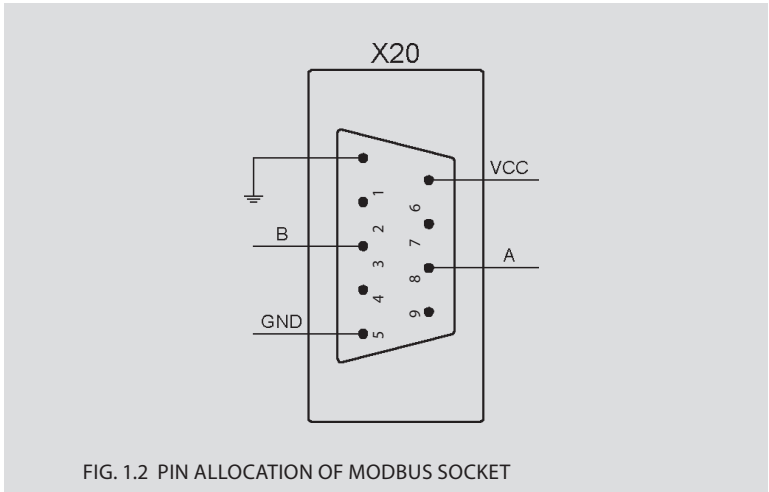 X20
VCC
1
6
2
B
7
3
A
8
4
9
GND
5
FIG. 1.2 PIN ALLOCATION OF MODBUS SOCKET